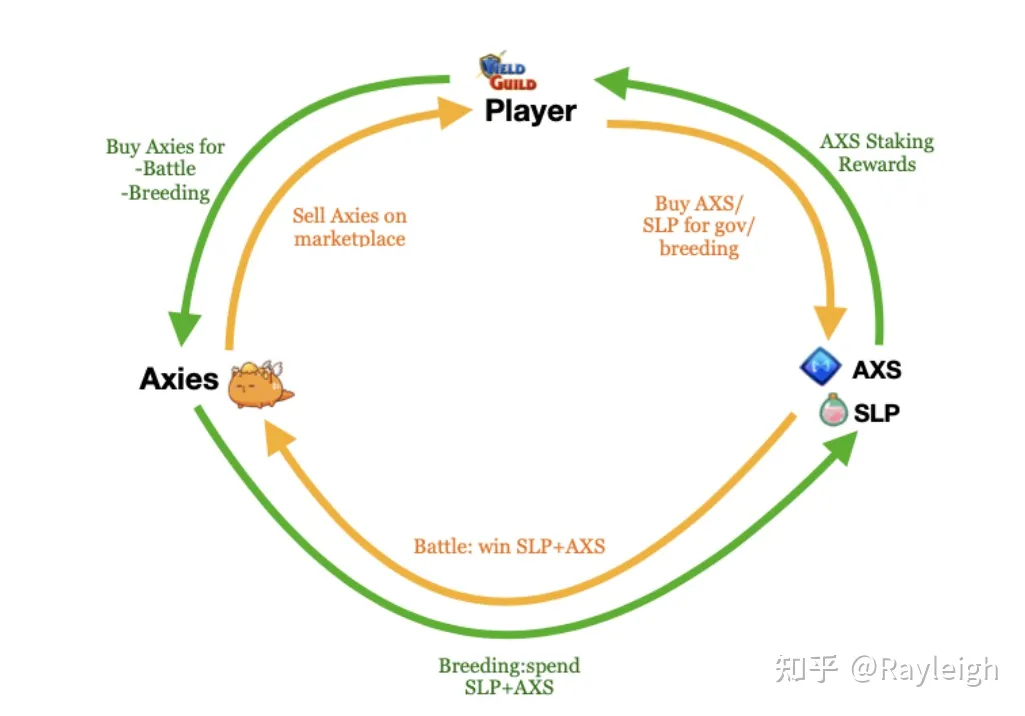 YIELD
GUILD
Player
Buy Axies for
-Battle
-Breeding
Sell Axies on
marketplace
AXS Staking
Rewards
Buy AXS/
SLP for gov/
breeding
Axies
AXS
SLP
Battle: win SLP+AXS
Breeding:spend
SLP+AXS
知乎 @Rayleigh